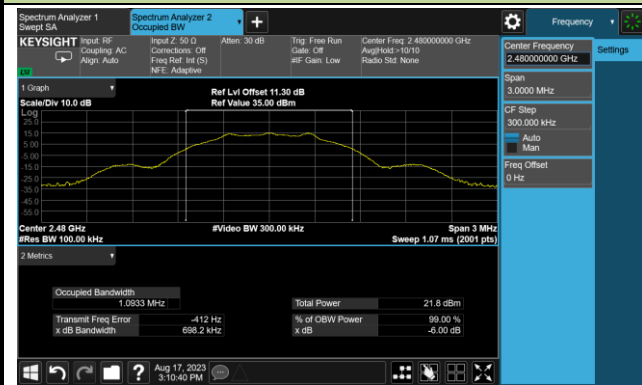 Spectrum Analyzer 1
Swept SA
Spectrum Analyzer 2
Occupied BW
+
Frequency
KEYSIGHT
Input: RF
Coupling: AC
Align: Auto
Input Z: 50 Ω
Corrections: Off
Freq Ref: Int (S)
NFE: Adaptive
Atten: 30 dB
Trig: Free Run
Gate: Off
#IF Gain: Low
Center Freq: 2.480000000 GHz
Avg|Hold:>10/10
Radio Std: None
Center Frequency
2.480000000 GHz
Settings
Span
3.0000 MHz
CF Step
300.000 kHz
Auto
Man
Freq Offset
0 Hz
1 Graph
Scale/Div 10.0 dB
Ref Lvl Offset 11.30 dB
Ref Value 35.00 dBm
Log
25.0
15.0
5.00
-5.00
-15.0
-25.0
-35.0
-45.0
-55.0
Center 2.48 GHz
#Res BW 100.00 kHz
#Video BW 300.00 kHz
Span 3 MHz
Sweep 1.07 ms (2001 pts)
2 Metrics
Occupied Bandwidth
1.0933 MHz
Total Power 21.8 dBm
Transmit Freq Error -412 Hz
% of OBW Power 99.00 %
x dB Bandwidth 698.2 kHz
x dB -6.00 dB
?
Aug 17, 2023
3:10:40 PM